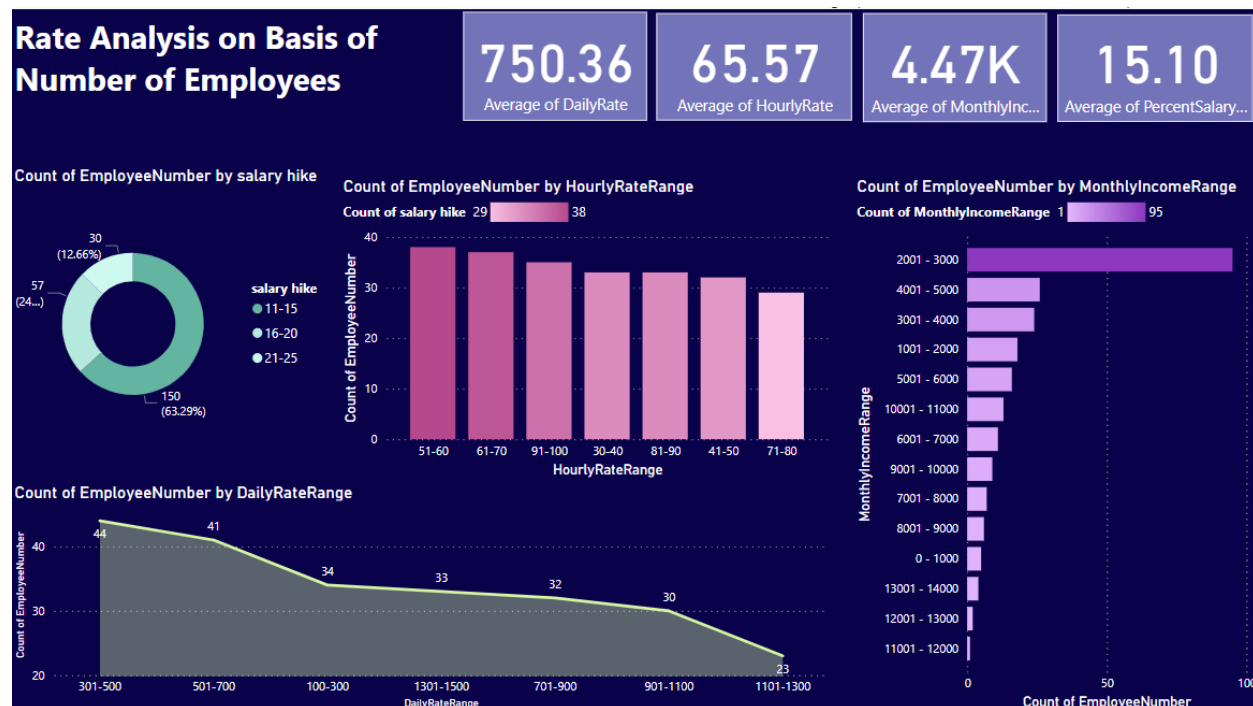 Rate Analysis on Basis of
Number of Employees
750.36
Average of DailyRate
65.57
Average of HourlyRate
4.47K
Average of MonthlyInc...
15.10
Average of PercentSalary...
Count of EmployeeNumber by salary hike
30
(12.66%)
57
(24...)
150
(63.29%)
salary hike
11-15
16-20
21-25
Count of EmployeeNumber by HourlyRateRange
Count of salary hike 29 38
Count of EmployeeNumber
40
30
20
10
0
51-60 61-70 91-100 30-40 81-90 41-50 71-80
HourlyRateRange
Count of EmployeeNumber by MonthlyIncomeRange
Count of MonthlyIncomeRange 1 95
MonthlyIncomeRange
2001 - 3000
4001 - 5000
3001 - 4000
1001 - 2000
5001 - 6000
10001 - 11000
6001 - 7000
9001 - 10000
7001 - 8000
8001 - 9000
0 - 1000
13001 - 14000
12001 - 13000
11001 - 12000
0 50 100
Count of EmployeeNumber
Count of EmployeeNumber by DailyRateRange
Count of EmployeeNumber
40
30
20
44
41
34
33
32
30
23
301-500 501-700 100-300 1301-1500 701-900 901-1100 1101-1300
DailyRateRange